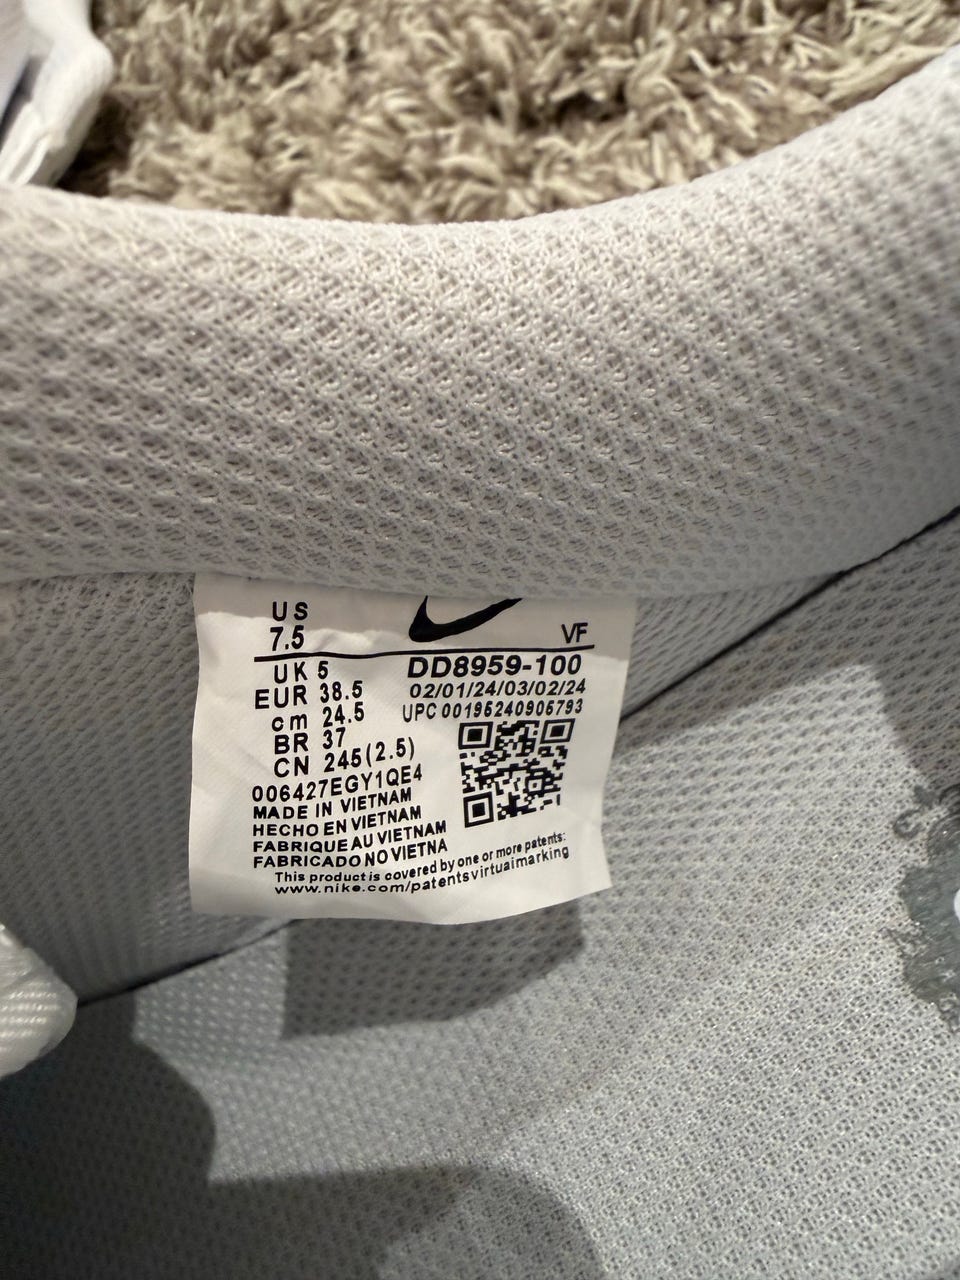 US
7.5
VF
UK 5
EUR 38.5
cm 24.5
BR 37
CN 245(2.5)
DD8959-100
02/01/24/03/02/24
UPC 00195240905793
006427EGY1QE4
MADE IN VIETNAM
HECHO EN VIETNAM
FABRIQUE AU VIETNAM
FABRICADO NO VIETNA
This product is covered by one or more patents:
www.nike.com/patentsvirtuaimarking